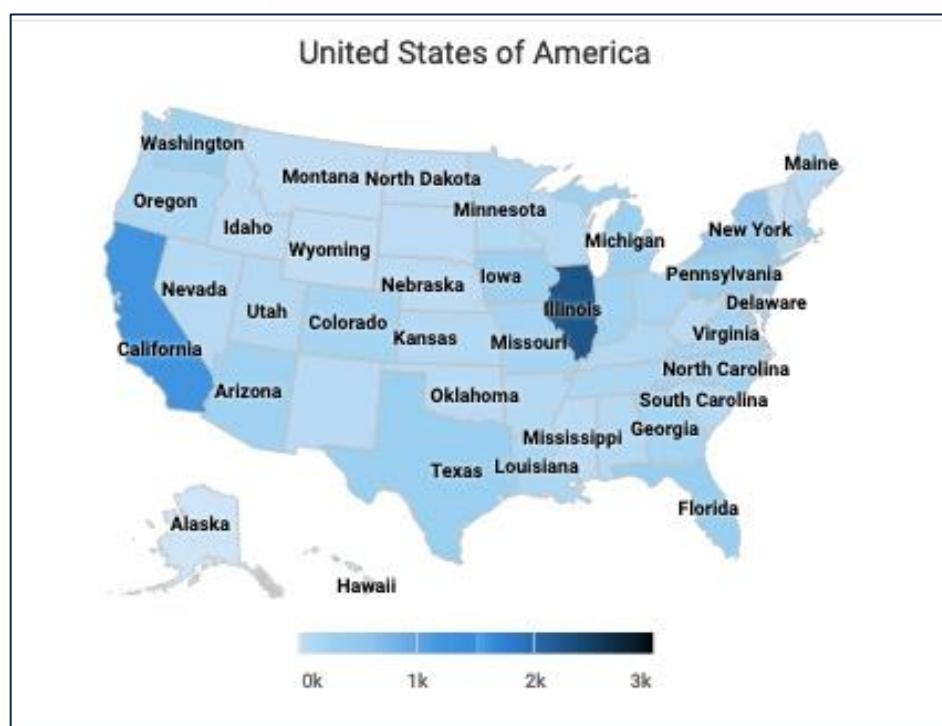 United States of America
Washington
Maine
Montana North Dakota
Oregon
Minnesota
Idaho
New York
Michigan
Wyoming
Pennsylvania
Iowa
Nebraska
Nevada
Delaware
Utah
Illinois
Colorado
Virginia
Kansas
Missouri
California
North Carolina
Arizona
Oklahoma
South Carolina
Georgia
Mississippi
Texas
Louisiana
Florida
Alaska
Hawaii
0k 1k 2k 3k